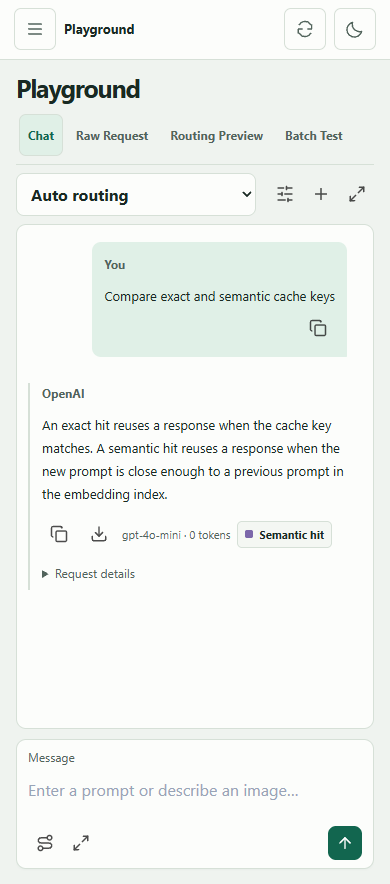 Playground
Playground
Chat
Raw Request
Routing Preview
Batch Test
Auto routing
You
Compare exact and semantic cache keys
OpenAI
An exact hit reuses a response when the cache key
matches. A semantic hit reuses a response when the
new prompt is close enough to a previous prompt in
the embedding index.
gpt-4o-mini · 0 tokens
Semantic hit
Request details
Message
Enter a prompt or describe an image...